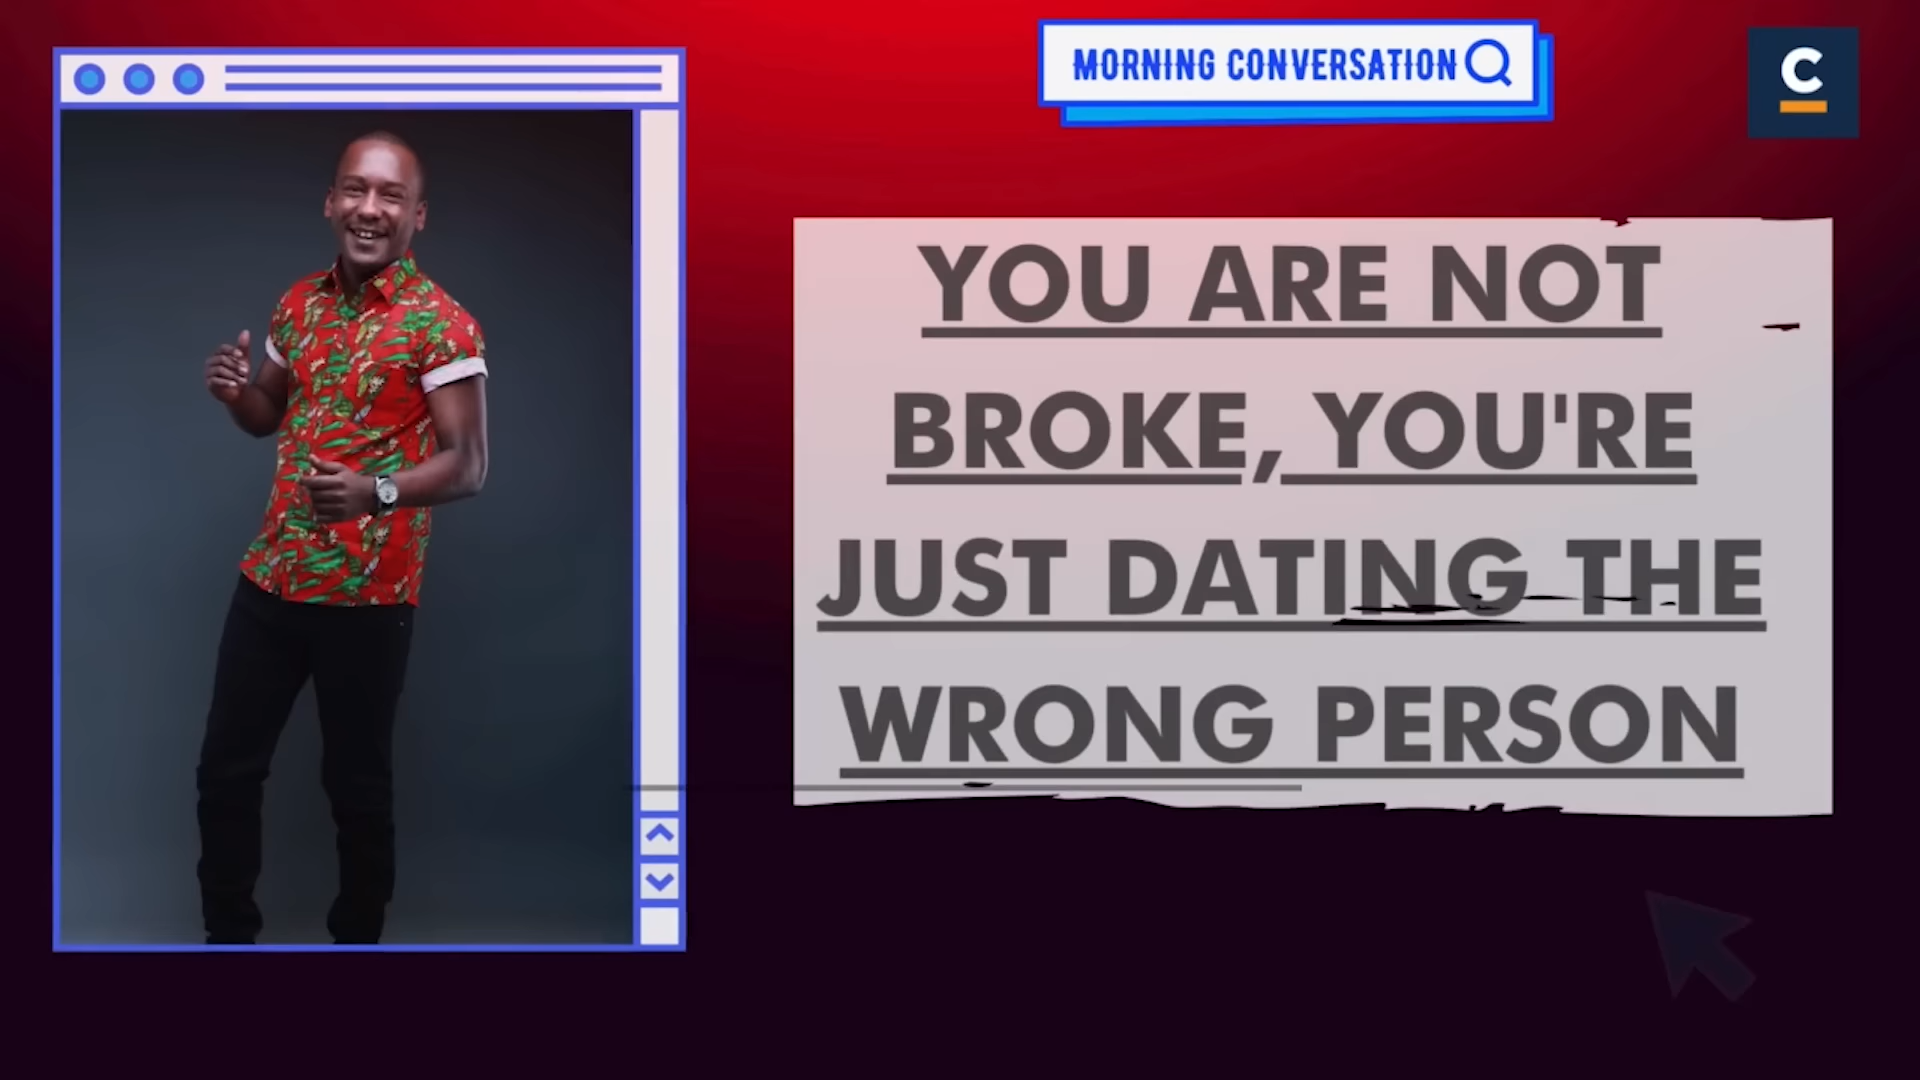 MORNING CONVERSATION
C
YOU ARE NOT
BROKE, YOU'RE
JUST DATING THE
WRONG PERSON